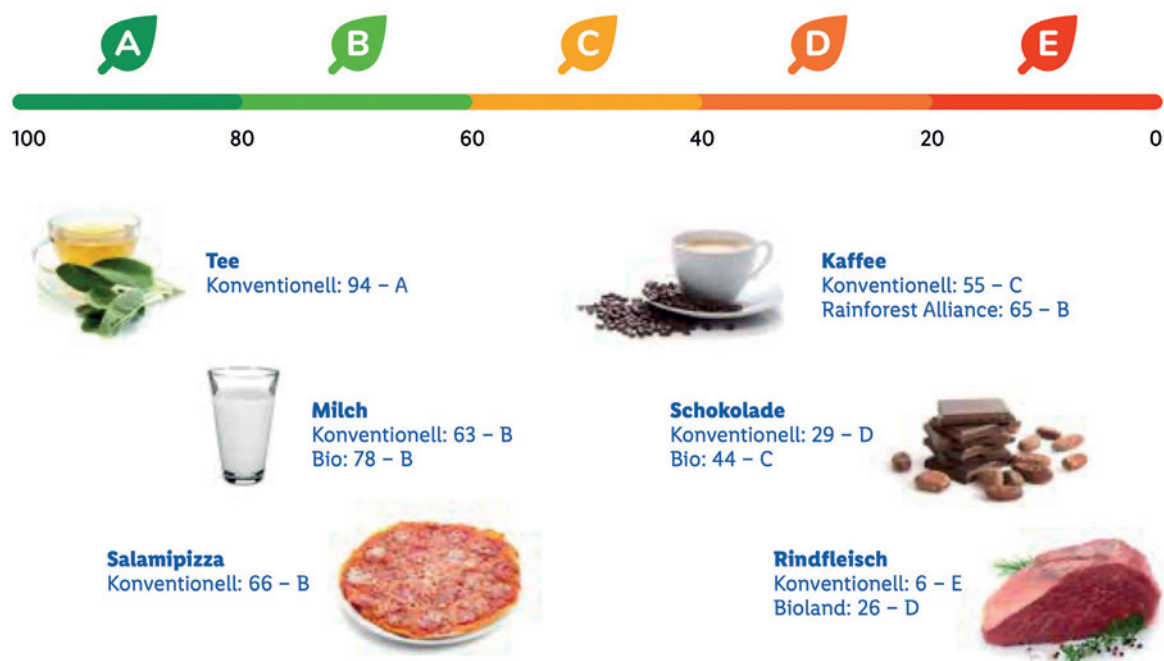 A B C D E
100 80 60 40 20 0
Tee
Konventionell: 94 – A
Kaffee
Konventionell: 55 – C
Rainforest Alliance: 65 – B
Milch
Konventionell: 63 – B
Bio: 78 – B
Schokolade
Konventionell: 29 – D
Bio: 44 – C
Salamipizza
Konventionell: 66 – B
Rindfleisch
Konventionell: 6 – E
Bioland: 26 – D